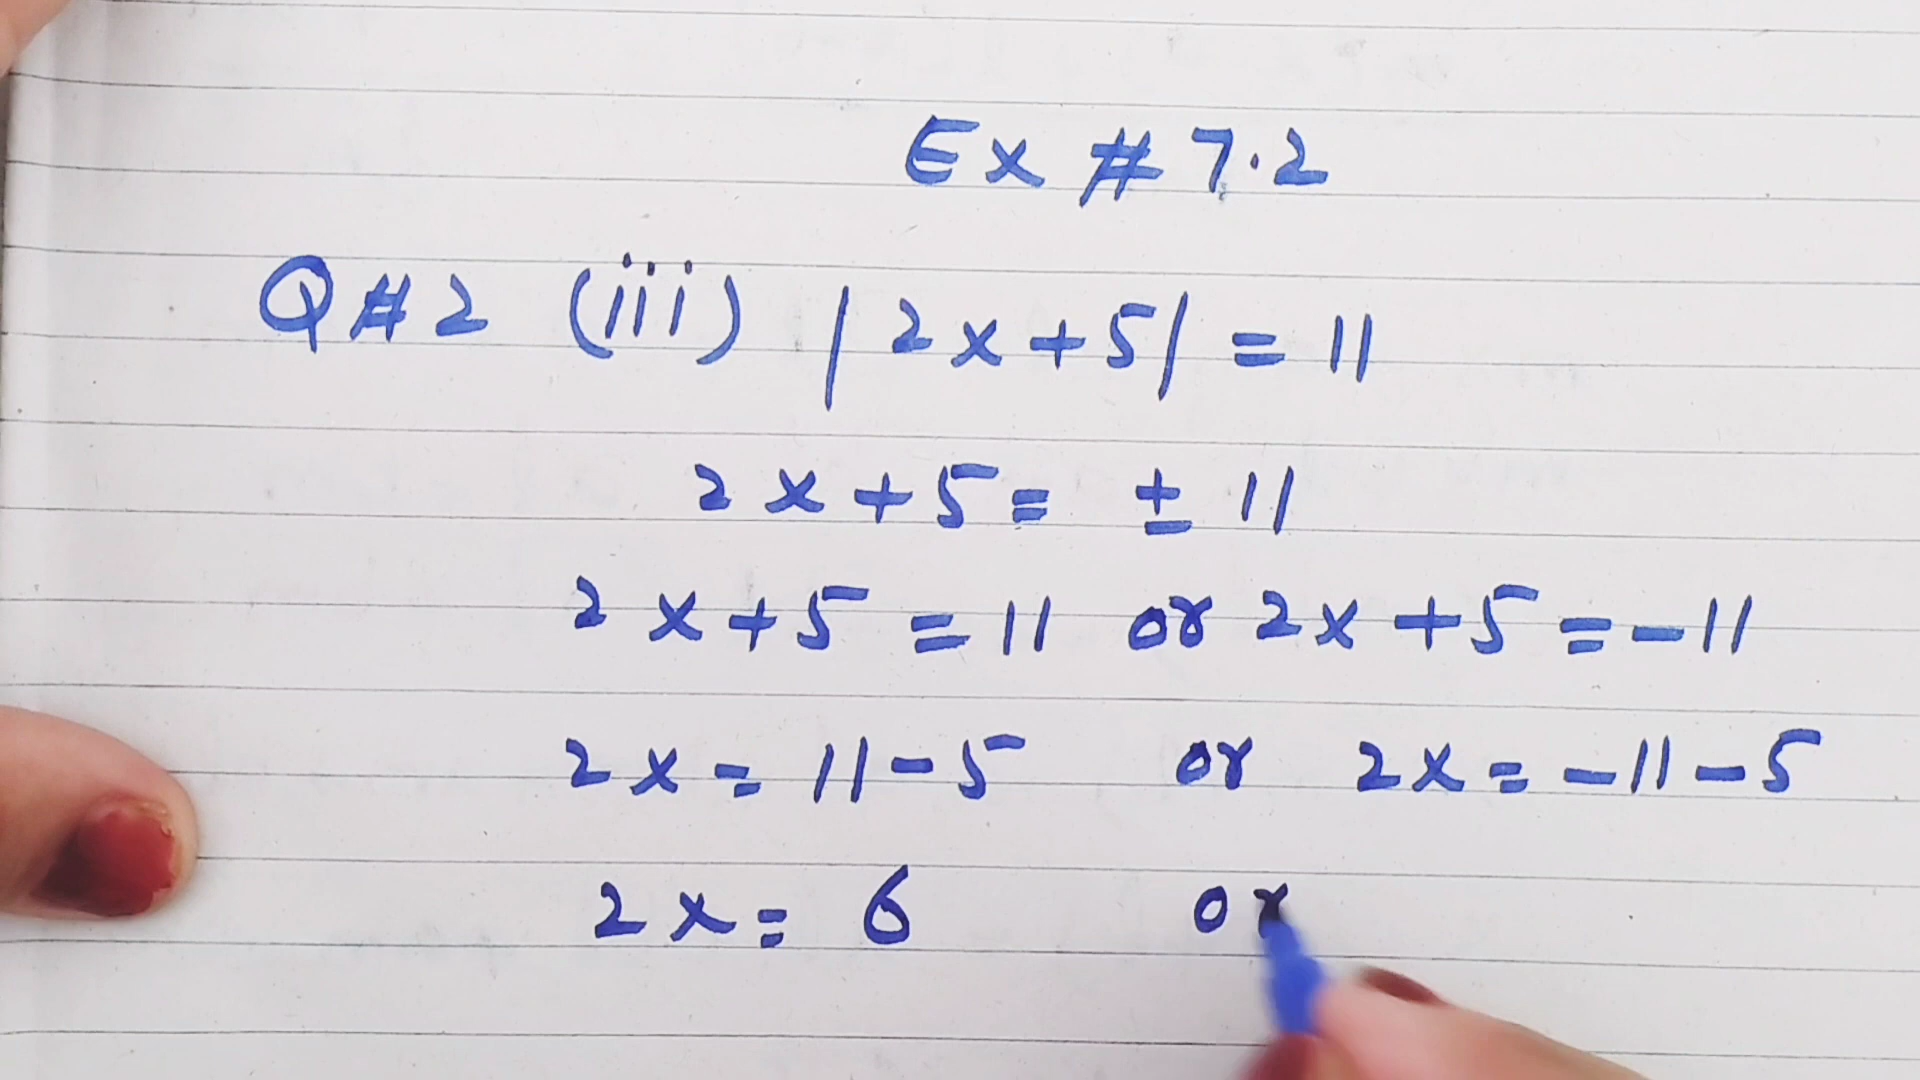 Ex # 7.2
Q # 2 (iii) |2x+5| = 11
2x+5 = ± 11
2x+5 = 11 or 2x+5 = -11
2x = 11-5 or 2x = -11-5
2x = 6 or